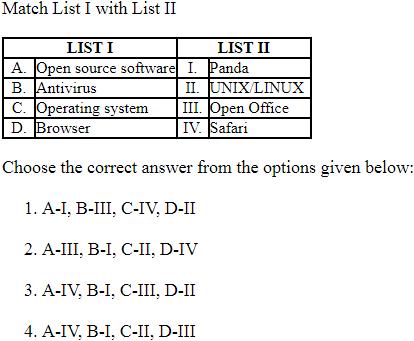 Match List I with List II
LIST I LIST II
A. Open source software I. Panda
B. Antivirus II. UNIX/LINUX
C. Operating system III. Open Office
D. Browser IV. Safari
Choose the correct answer from the options given below:
1. A-I, B-III, C-IV, D-II
2. A-III, B-I, C-II, D-IV
3. A-IV, B-I, C-III, D-II
4. A-IV, B-I, C-II, D-III